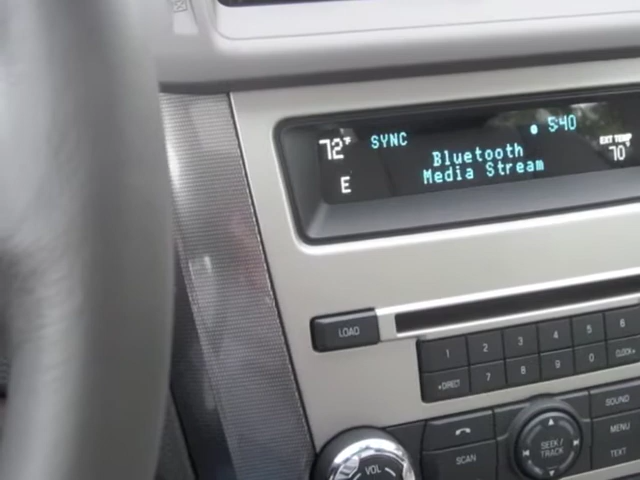 SYNC 5:40
72°F Bluetooth EXT TEMP
E Media Stream 70°
LOAD
1 2 3 4 5 6
•DIRECT 7 8 9 0 CLOCK•
SOUND
SEEK/ MENU
SCAN TRACK TEXT
VOL